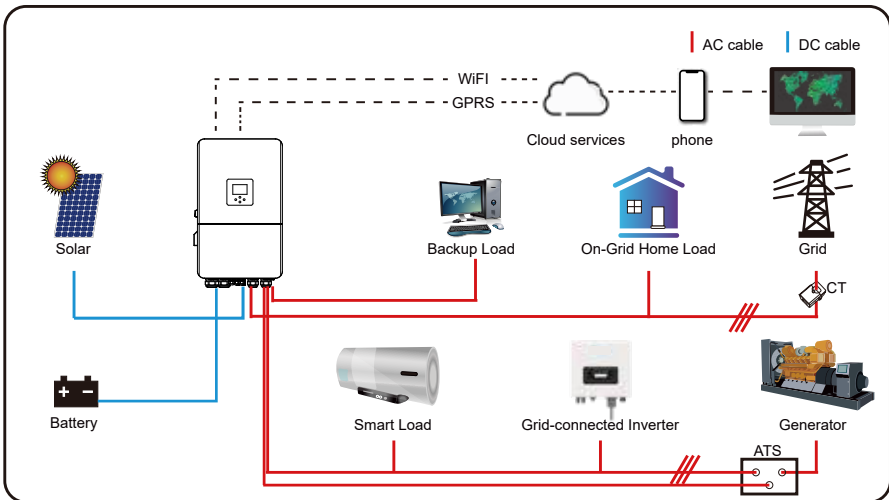 AC cable
DC cable
WiFI
GPRS
Cloud services
phone
Solar
Backup Load
On-Grid Home Load
Grid
CT
Battery
Smart Load
Grid-connected Inverter
Generator
ATS